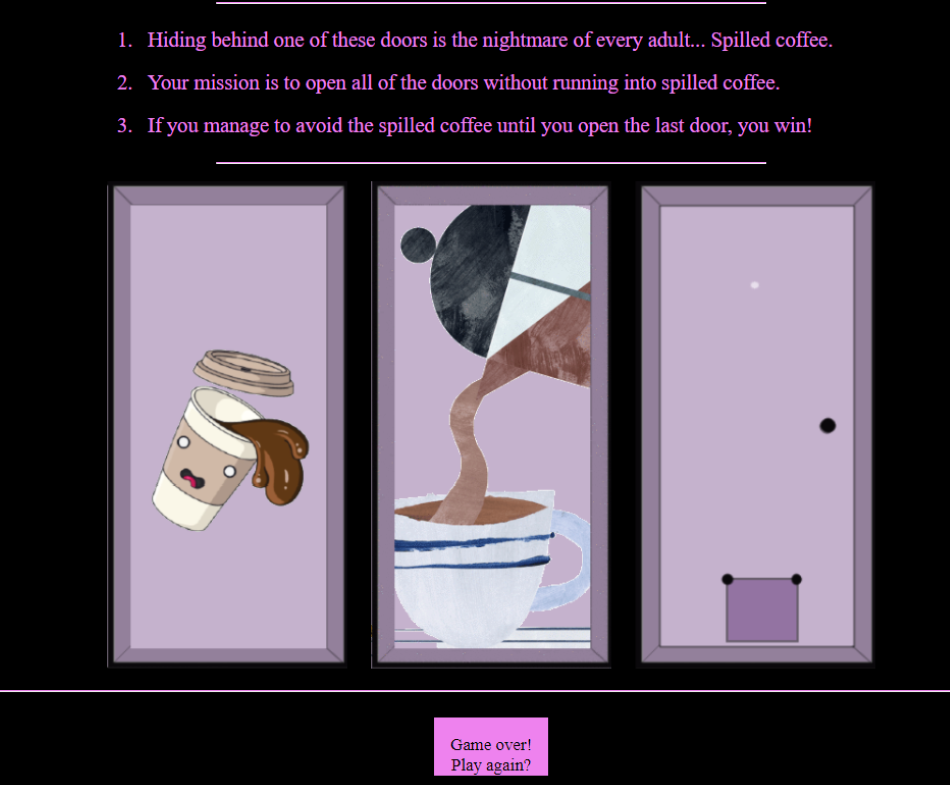 1. Hiding behind one of these doors is the nightmare of every adult... Spilled coffee.
2. Your mission is to open all of the doors without running into spilled coffee.
3. If you manage to avoid the spilled coffee until you open the last door, you win!
Game over!
Play again?